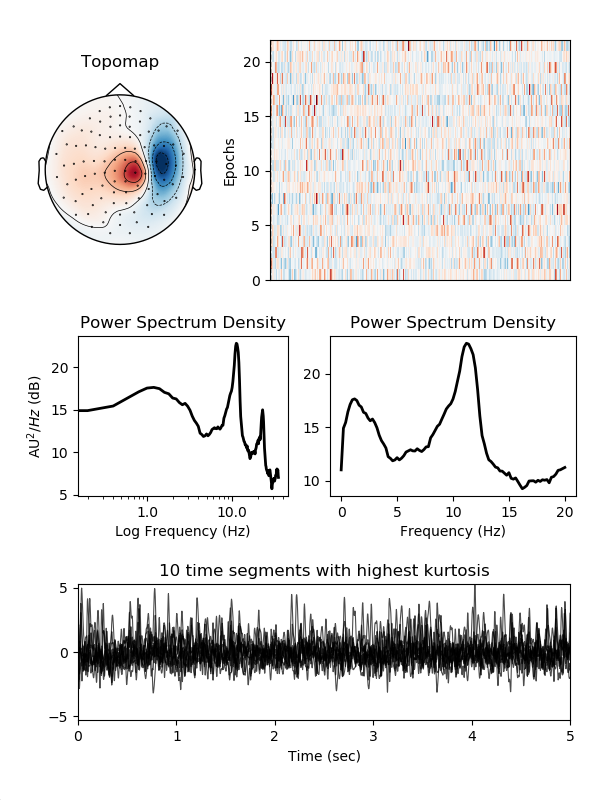 Topomap
Epochs
20
15
10
5
0
Power Spectrum Density
AU²/Hz (dB)
20
15
10
5
1.0 10.0
Log Frequency (Hz)
Power Spectrum Density
20
15
10
0 5 10 15 20
Frequency (Hz)
10 time segments with highest kurtosis
5
0
−5
0 1 2 3 4 5
Time (sec)